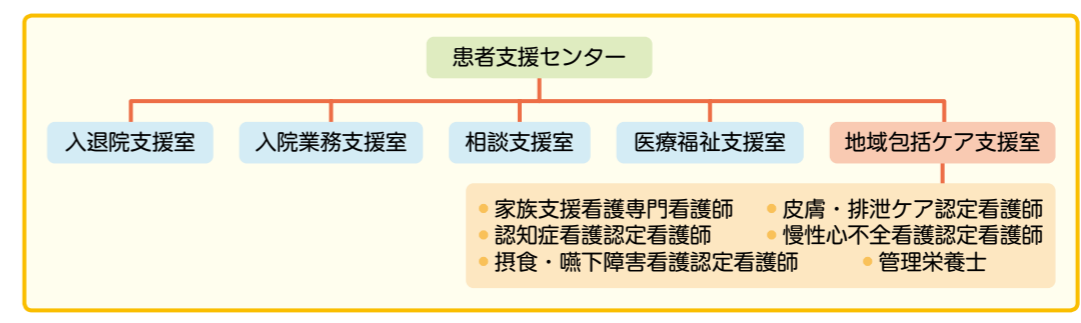 患者支援センター
入退院支援室
入院業務支援室
相談支援室
医療福祉支援室
地域包括ケア支援室
• 家族支援看護専門看護師 • 皮膚・排泄ケア認定看護師
• 認知症看護認定看護師 • 慢性心不全看護認定看護師
• 摂食・嚥下障害看護認定看護師 • 管理栄養士